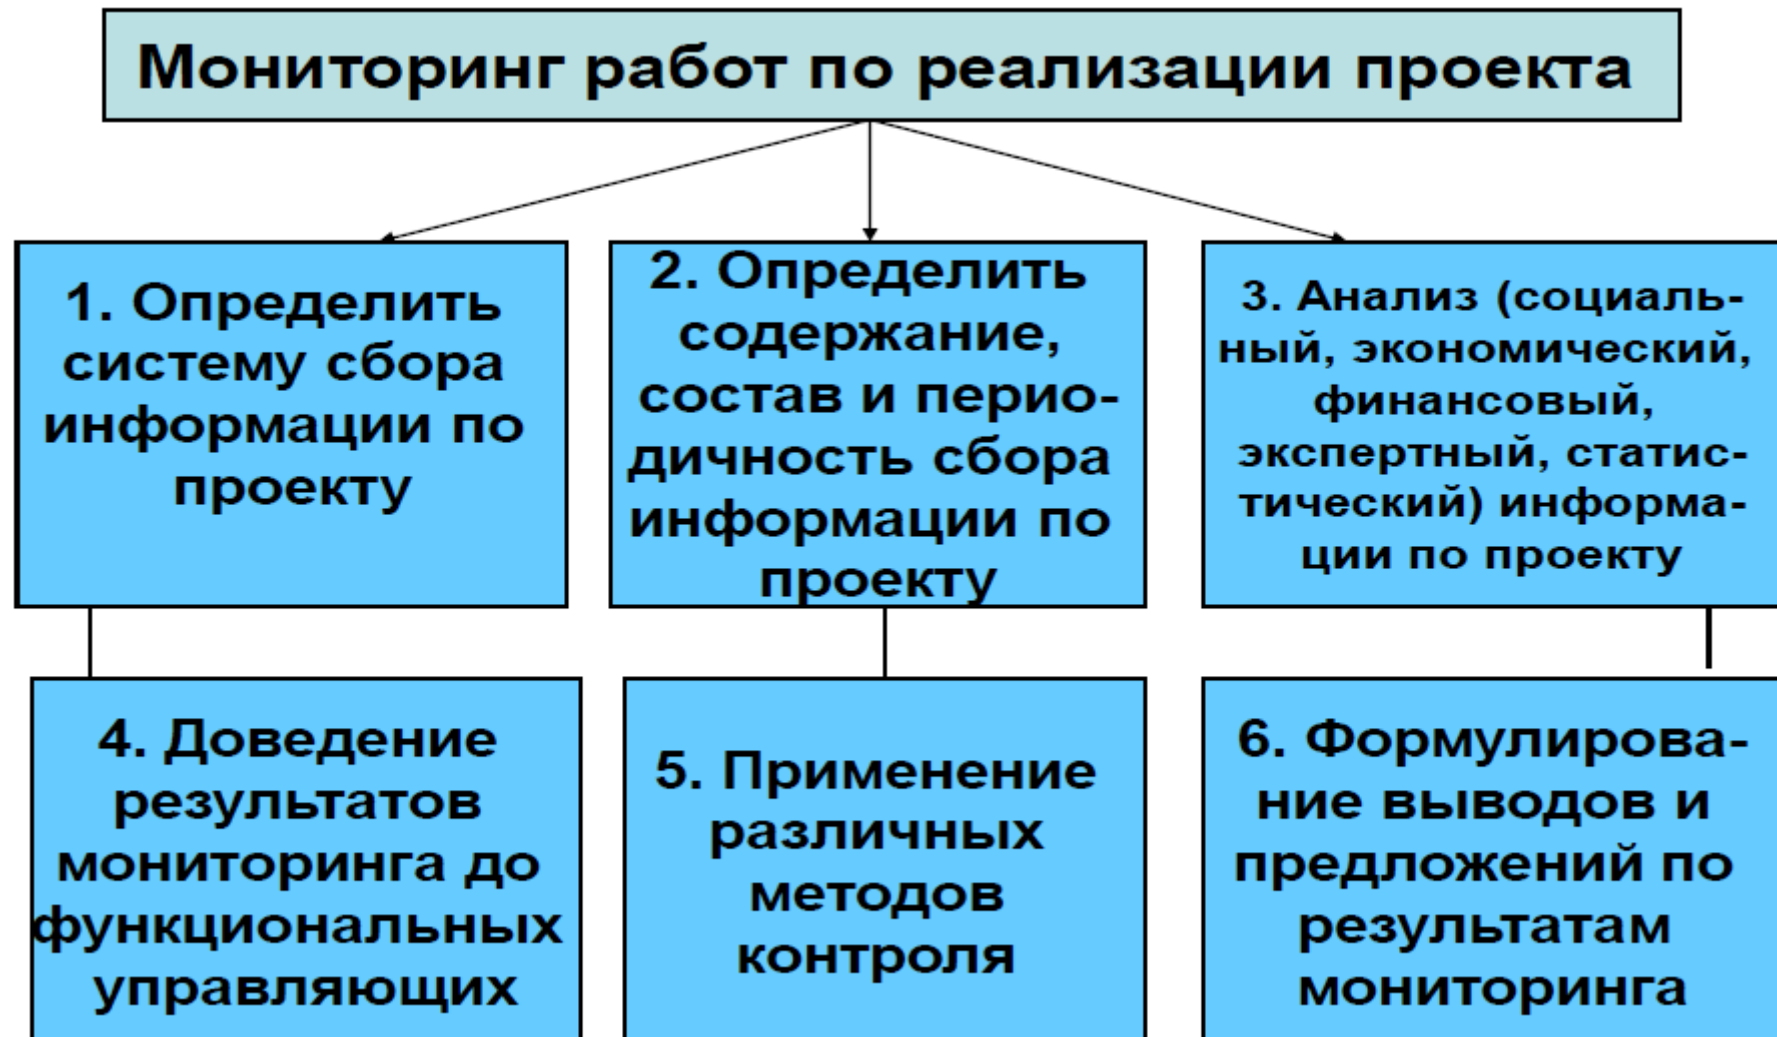 Мониторинг работ по реализации проекта
1. Определить
систему сбора
информации по
проекту
2. Определить
содержание,
состав и перио-
дичность сбора
информации по
проекту
3. Анализ (социаль-
ный, экономический,
финансовый,
экспертный, статис-
тический) информа-
ции по проекту
4. Доведение
результатов
мониторинга до
функциональных
управляющих
5. Применение
различных
методов
контроля
6. Формулирова-
ние выводов и
предложений по
результатам
мониторинга